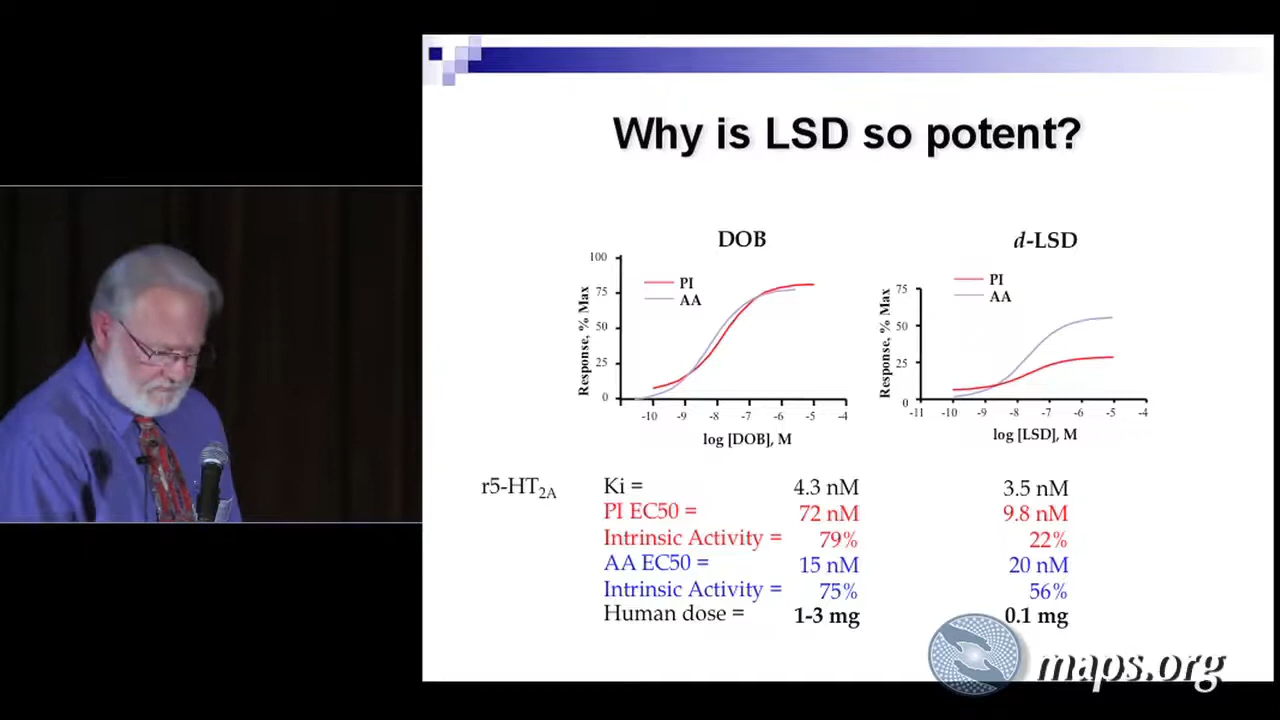 Why is LSD so potent?
DOB
d-LSD
PI
AA
Response, % Max
100
75
50
25
0
-10 -9 -8 -7 -6 -5 -4
log [DOB], M
PI
AA
Response, % Max
75
50
25
0
-11 -10 -9 -8 -7 -6 -5 -4
log [LSD], M
r5-HT2A
Ki = 4.3 nM 3.5 nM
PI EC50 = 72 nM 9.8 nM
Intrinsic Activity = 79% 22%
AA EC50 = 15 nM 20 nM
Intrinsic Activity = 75% 56%
Human dose = 1-3 mg 0.1 mg
maps.org